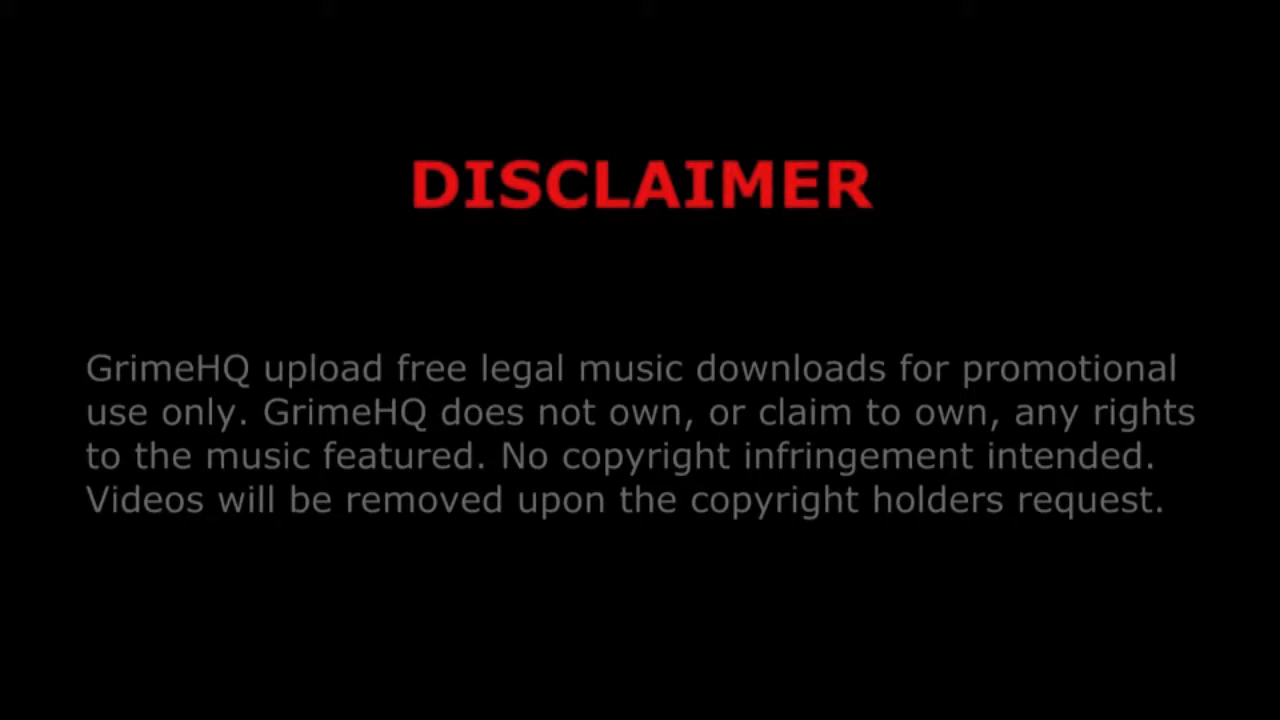 DISCLAIMER
GrimeHQ upload free legal music downloads for promotional
use only. GrimeHQ does not own, or claim to own, any rights
to the music featured. No copyright infringement intended.
Videos will be removed upon the copyright holders request.